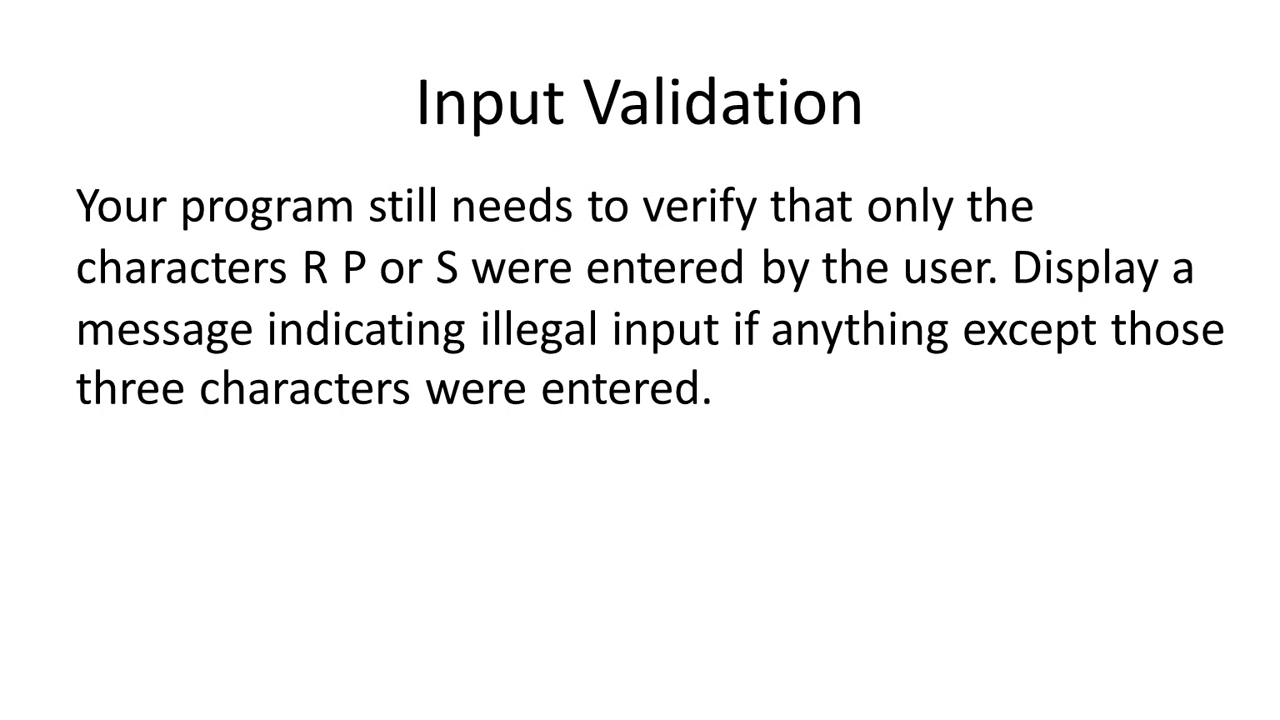 Input Validation
Your program still needs to verify that only the
characters R P or S were entered by the user. Display a
message indicating illegal input if anything except those
three characters were entered.